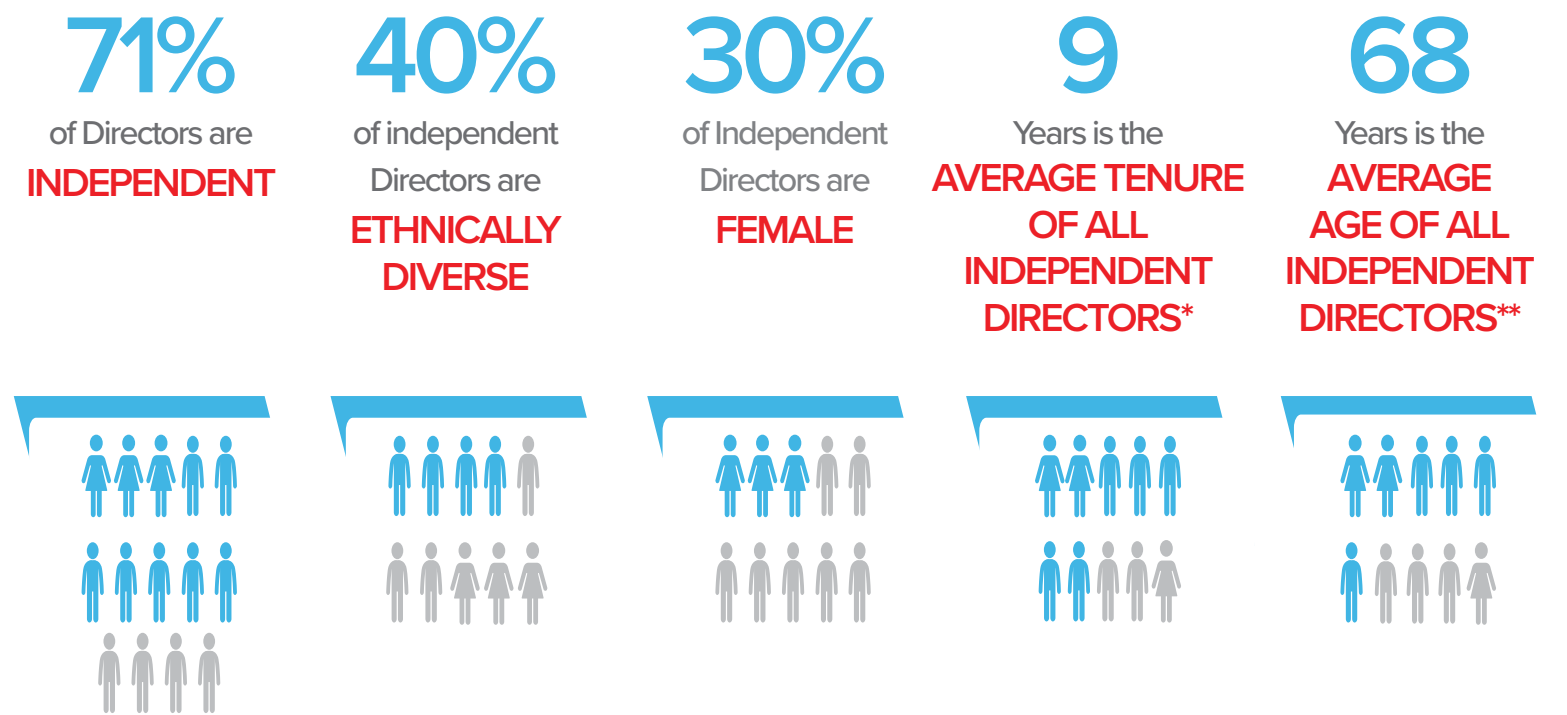 71%
of Directors are
INDEPENDENT
40%
of independent
Directors are
ETHNICALLY
DIVERSE
30%
of Independent
Directors are
FEMALE
9
Years is the
AVERAGE TENURE
OF ALL
INDEPENDENT
DIRECTORS*
68
Years is the
AVERAGE
AGE OF ALL
INDEPENDENT
DIRECTORS**